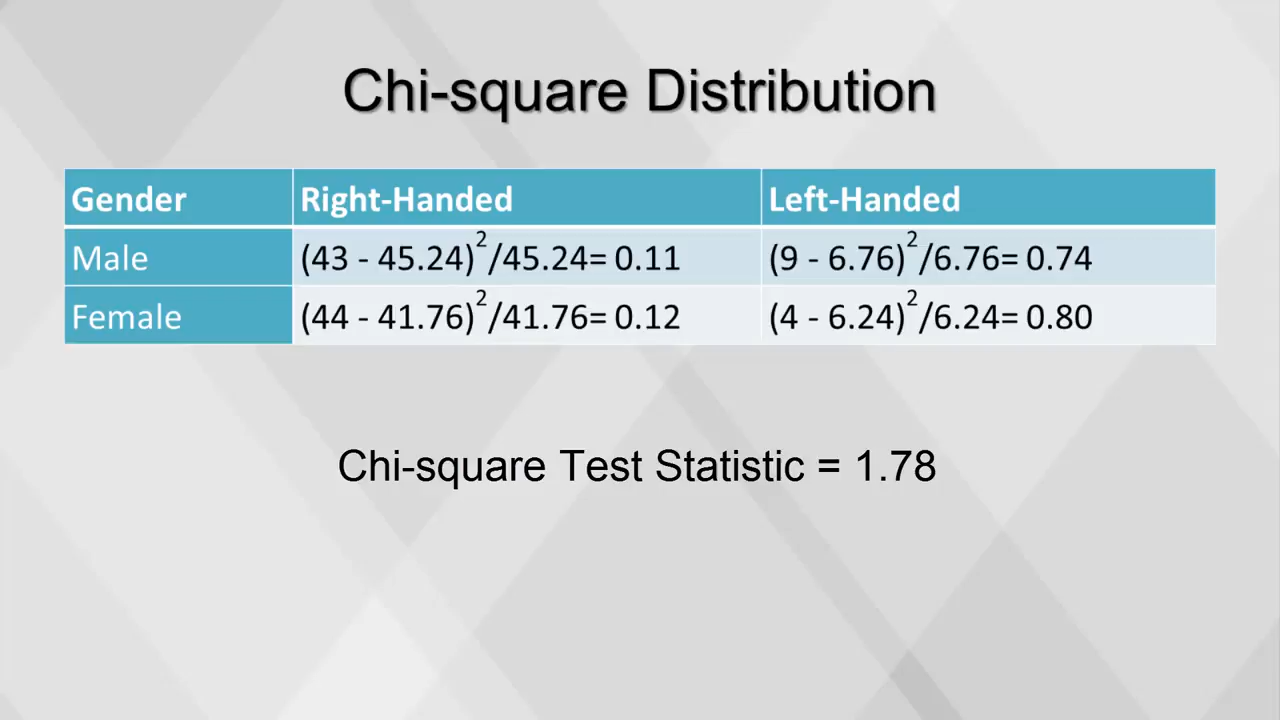 Chi-square Distribution
Gender Right-Handed Left-Handed
Male (43 - 45.24)²/45.24= 0.11 (9 - 6.76)²/6.76= 0.74
Female (44 - 41.76)²/41.76= 0.12 (4 - 6.24)²/6.24= 0.80
Chi-square Test Statistic = 1.78